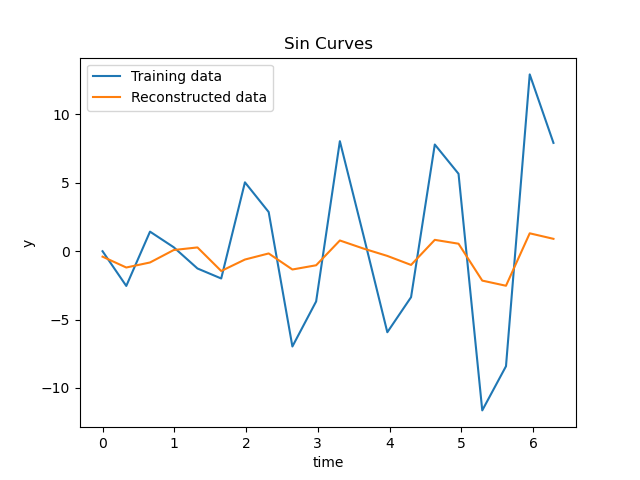 Sin Curves
Training data
Reconstructed data
10
5
0
−5
−10
y
0 1 2 3 4 5 6
time